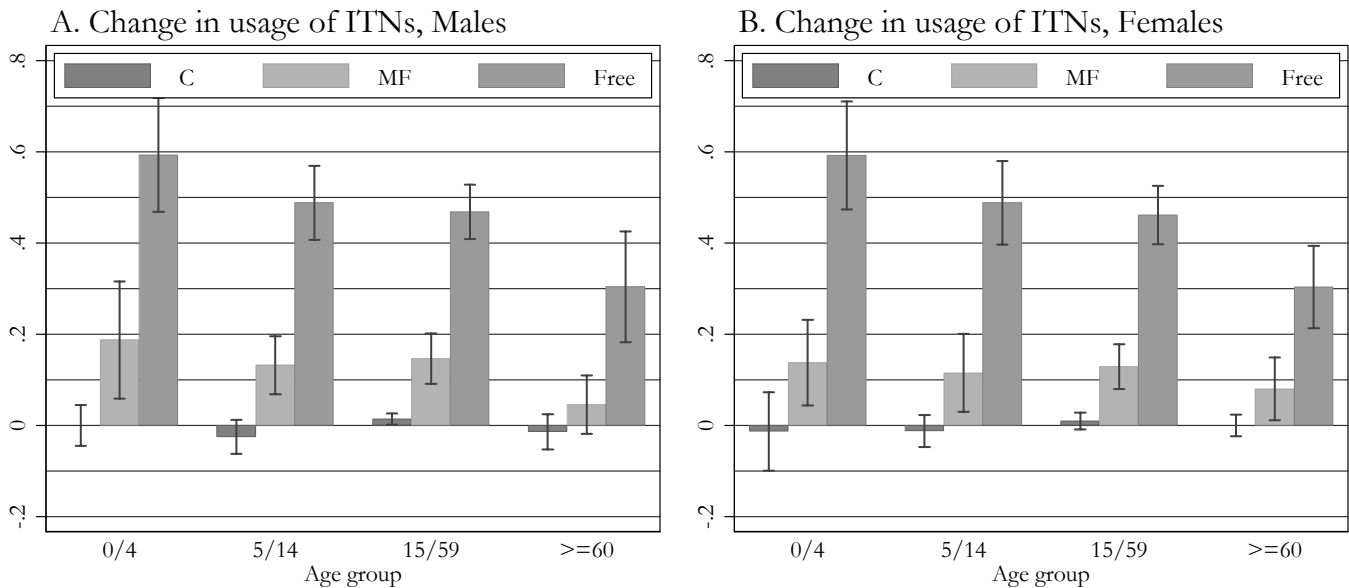 A. Change in usage of ITNs, Males
C MF Free
.8
.6
.4
.2
0
-.2
0/4 5/14 15/59 >=60
Age group
B. Change in usage of ITNs, Females
C MF Free
.8
.6
.4
.2
0
-.2
0/4 5/14 15/59 >=60
Age group